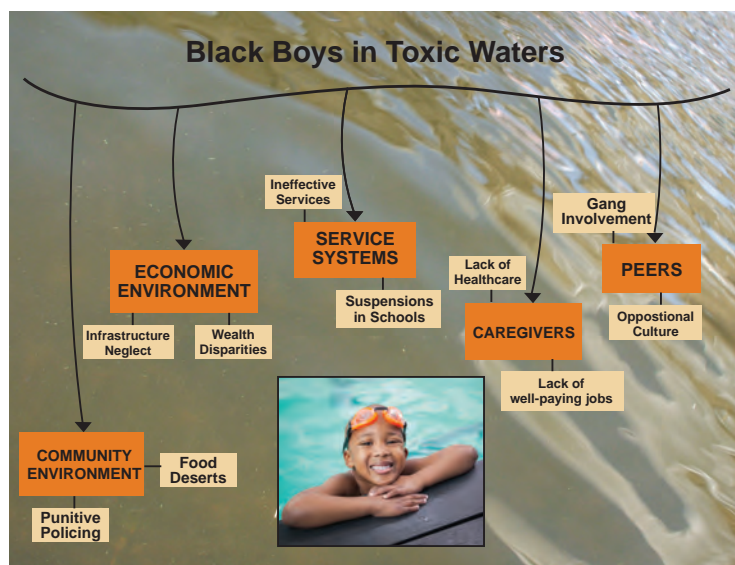 Black Boys in Toxic Waters
Ineffective
Services
SERVICE
SYSTEMS
Suspensions
in Schools
Gang
Involvement
PEERS
Oppostional
Culture
ECONOMIC
ENVIRONMENT
Infrastructure
Neglect
Wealth
Disparities
Lack of
Healthcare
CAREGIVERS
Lack of
well-paying jobs
COMMUNITY
ENVIRONMENT
Food
Deserts
Punitive
Policing